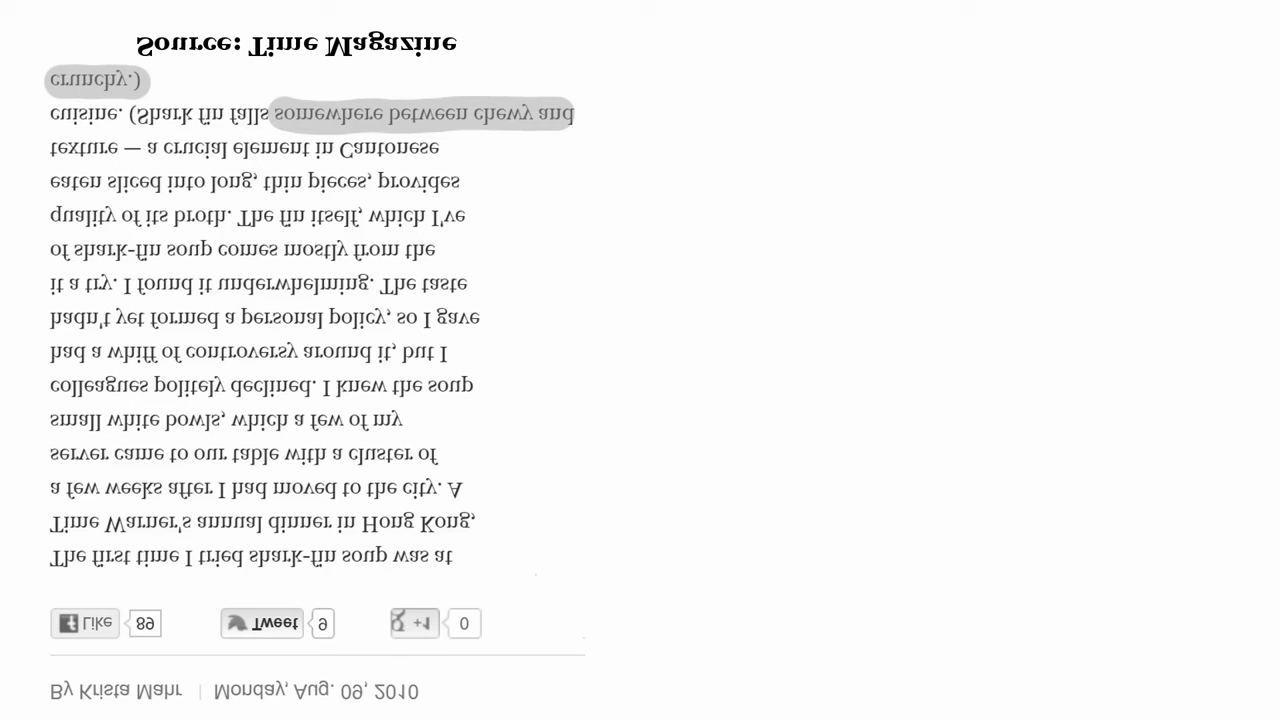 By Krista Mahr | Monday, Aug. 09, 2010
Like 89 Tweet 9 +1 0
The first time I tried shark-fin soup was at
Time Warner's annual dinner in Hong Kong,
a few weeks after I had moved to the city. A
server came to our table with a cluster of
small white bowls, which a few of my
colleagues politely declined. I knew the soup
had a whiff of controversy around it, but I
hadn't yet formed a personal policy, so I gave
it a try. I found it underwhelming. The taste
of shark-fin soup comes mostly from the
quality of its broth. The fin itself, which I've
eaten sliced into long, thin pieces, provides
texture — a crucial element in Cantonese
cuisine. (Shark fin falls somewhere between chewy and
crunchy.)
Source: Time Magazine